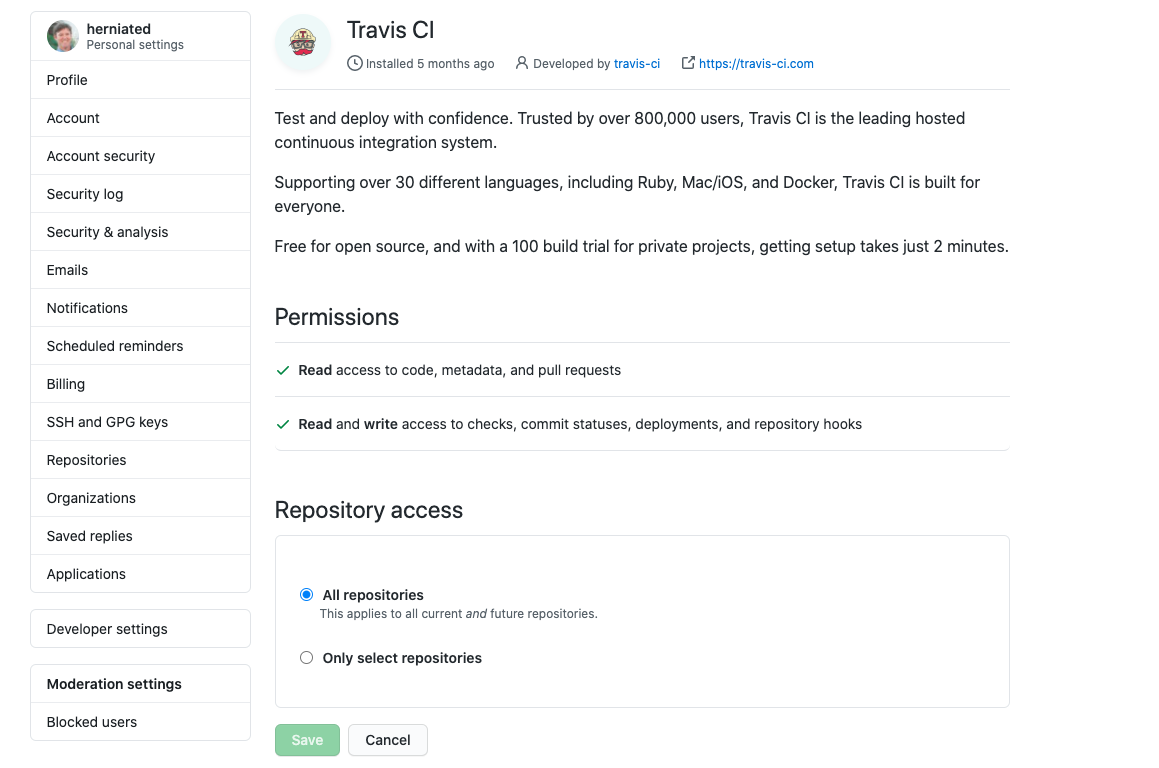 herniated
Personal settings
Profile
Account
Account security
Security log
Security & analysis
Emails
Notifications
Scheduled reminders
Billing
SSH and GPG keys
Repositories
Organizations
Saved replies
Applications
Developer settings
Moderation settings
Blocked users
Travis CI
Installed 5 months ago Developed by travis-ci https://travis-ci.com
Test and deploy with confidence. Trusted by over 800,000 users, Travis CI is the leading hosted
continuous integration system.
Supporting over 30 different languages, including Ruby, Mac/iOS, and Docker, Travis CI is built for
everyone.
Free for open source, and with a 100 build trial for private projects, getting setup takes just 2 minutes.
Permissions
Read access to code, metadata, and pull requests
Read and write access to checks, commit statuses, deployments, and repository hooks
Repository access
All repositories
This applies to all current and future repositories.
Only select repositories
Save Cancel